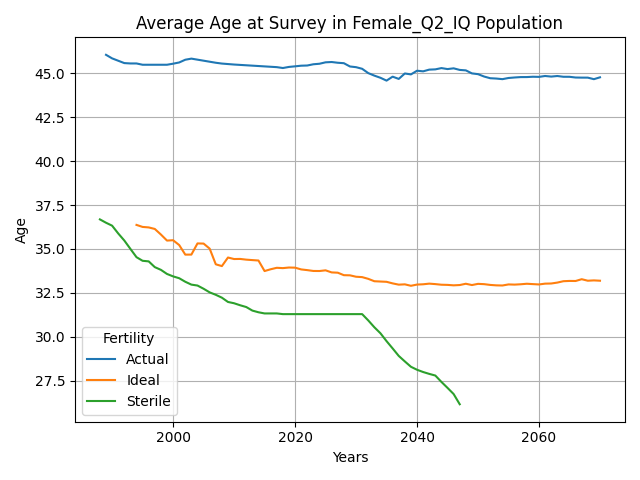 Average Age at Survey in Female_Q2_IQ Population
Age
45.0
42.5
40.0
37.5
35.0
32.5
30.0
27.5
Fertility
Actual
Ideal
Sterile
2000
2020
2040
2060
Years